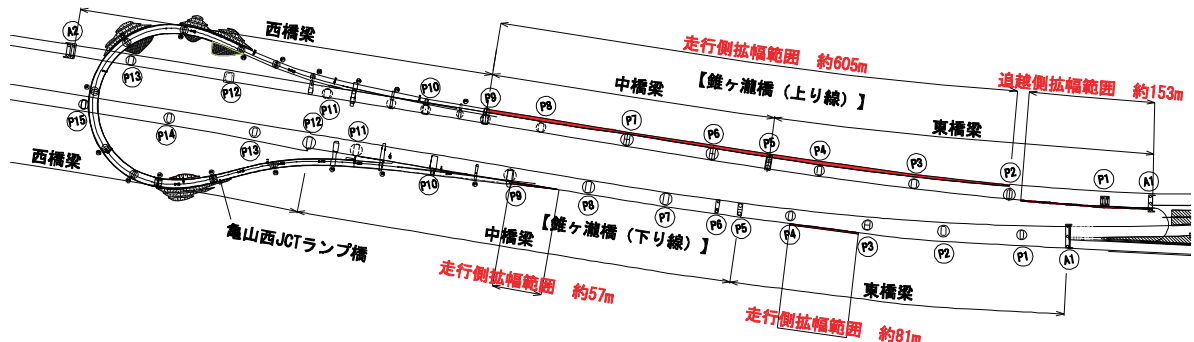 西橋梁
走行側拡幅範囲　約605m
追越側拡幅範囲　約153m
中橋梁
【錐ヶ瀧橋（上り線）】
東橋梁
A2
P13
P12
P11
P10
P9
P8
P7
P6
P5
P4
P3
P2
P1
A1
P15
P14
P13
P12
P11
P10
P9
P8
P7
P6
P5
P4
P3
P2
P1
A1
西橋梁
亀山西JCTランプ橋
中橋梁
【錐ヶ瀧橋（下り線）】
東橋梁
走行側拡幅範囲　約57m
走行側拡幅範囲　約81m